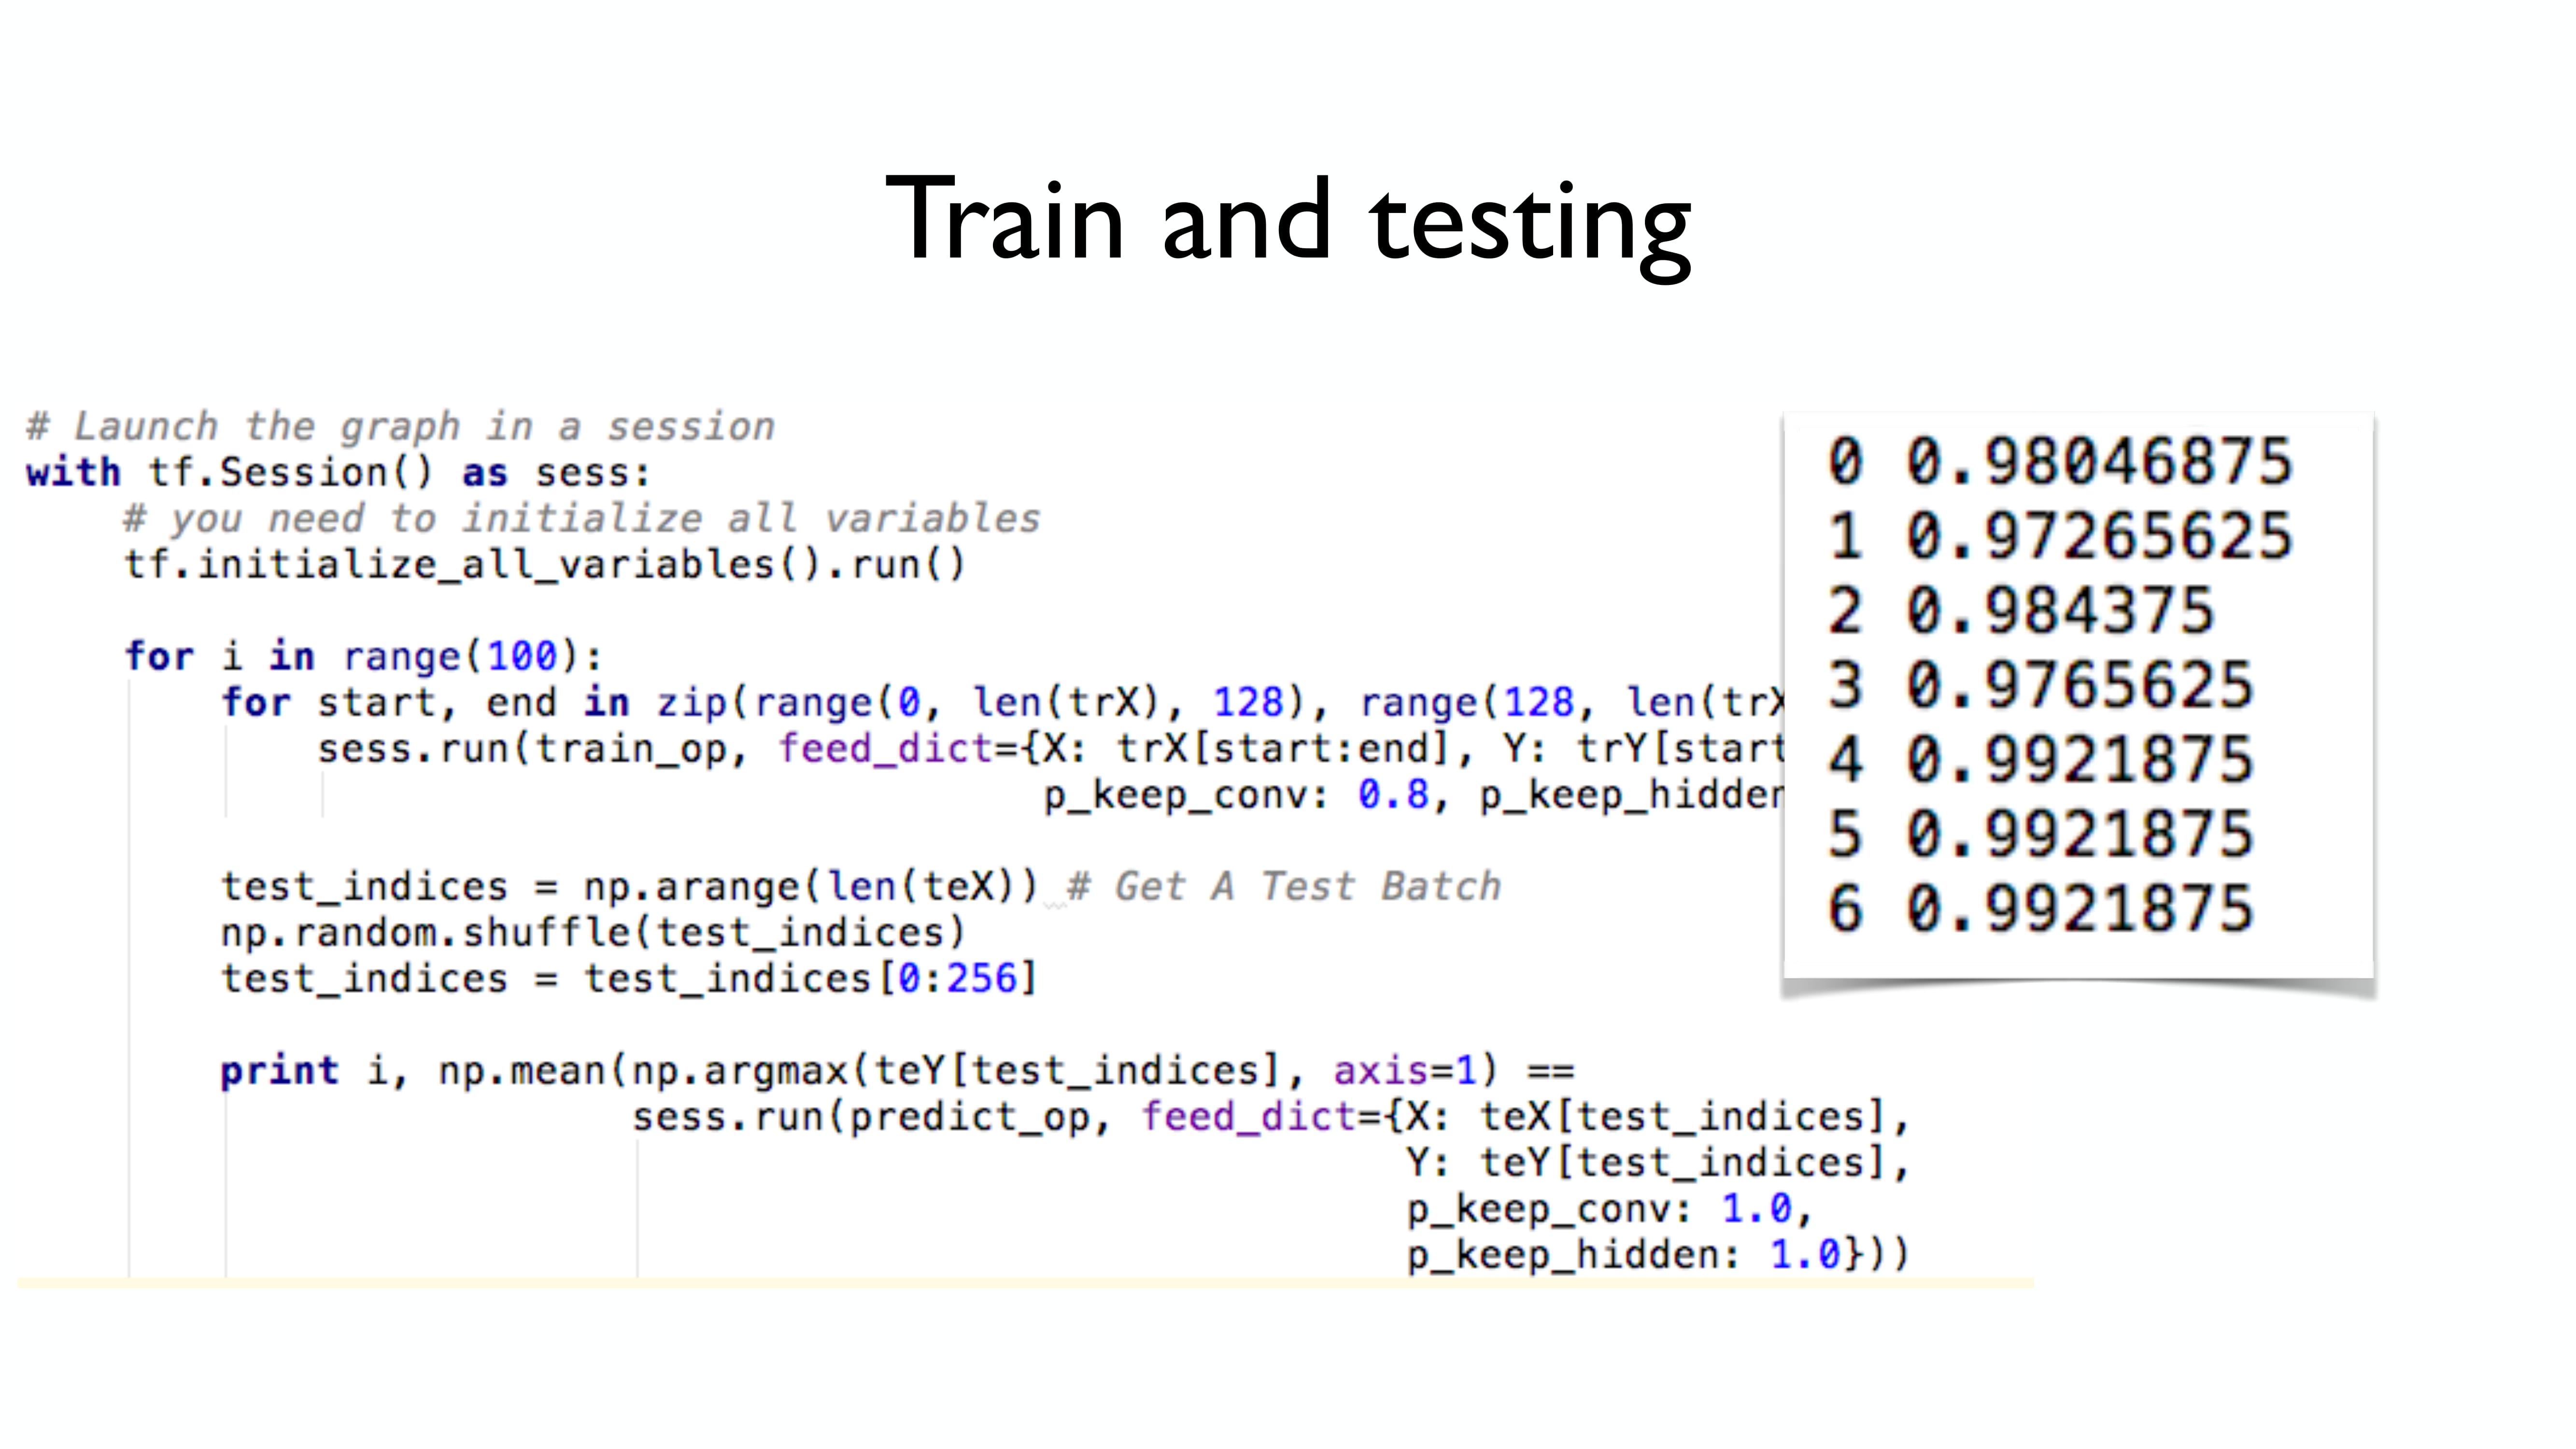 Train and testing
# Launch the graph in a session
with tf.Session() as sess:
    # you need to initialize all variables
    tf.initialize_all_variables().run()
    for i in range(100):
        for start, end in zip(range(0, len(trX), 128), range(128, len(trX
            sess.run(train_op, feed_dict={X: trX[start:end], Y: trY[start
                                          p_keep_conv: 0.8, p_keep_hidden
        test_indices = np.arange(len(teX)) # Get A Test Batch
        np.random.shuffle(test_indices)
        test_indices = test_indices[0:256]
        print i, np.mean(np.argmax(teY[test_indices], axis=1) ==
                         sess.run(predict_op, feed_dict={X: teX[test_indices],
                                                         Y: teY[test_indices],
                                                         p_keep_conv: 1.0,
                                                         p_keep_hidden: 1.0}))
0 0.98046875
1 0.97265625
2 0.984375
3 0.9765625
4 0.9921875
5 0.9921875
6 0.9921875